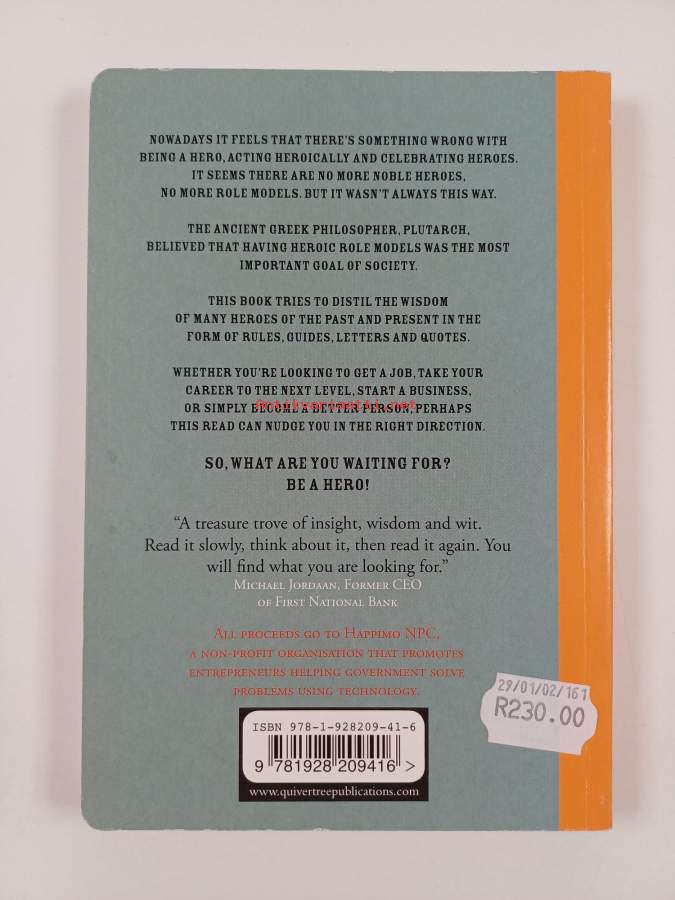 NOWADAYS IT FEELS THAT THERE'S SOMETHING WRONG WITH
BEING A HERO, ACTING HEROICALLY AND CELEBRATING HEROES.
IT SEEMS THERE ARE NO MORE NOBLE HEROES,
NO MORE ROLE MODELS. BUT IT WASN'T ALWAYS THIS WAY.
THE ANCIENT GREEK PHILOSOPHER, PLUTARCH,
BELIEVED THAT HAVING HEROIC ROLE MODELS WAS THE MOST
IMPORTANT GOAL OF SOCIETY.
THIS BOOK TRIES TO DISTIL THE WISDOM
OF MANY HEROES OF THE PAST AND PRESENT IN THE
FORM OF RULES, GUIDES, LETTERS AND QUOTES.
WHETHER YOU'RE LOOKING TO GET A JOB, TAKE YOUR
CAREER TO THE NEXT LEVEL, START A BUSINESS,
OR SIMPLY BECOME A BETTER PERSON, PERHAPS
Antikvariaatti.net
THIS READ CAN NUDGE YOU IN THE RIGHT DIRECTION.
SO, WHAT ARE YOU WAITING FOR?
BE A HERO!
"A treasure trove of insight, wisdom and wit.
Read it slowly, think about it, then read it again. You
will find what you are looking for."
MICHAEL JORDAAN, FORMER CEO
OF FIRST NATIONAL BANK
ALL PROCEEDS GO TO HAPPIMO NPC,
A NON-PROFIT ORGANISATION THAT PROMOTES
ENTREPRENEURS HELPING GOVERNMENT SOLVE
PROBLEMS USING TECHNOLOGY.
29/01/02/161
R230.00
ISBN 978-1-928209-41-6
9 781928 209416 >
www.quivertreepublications.com